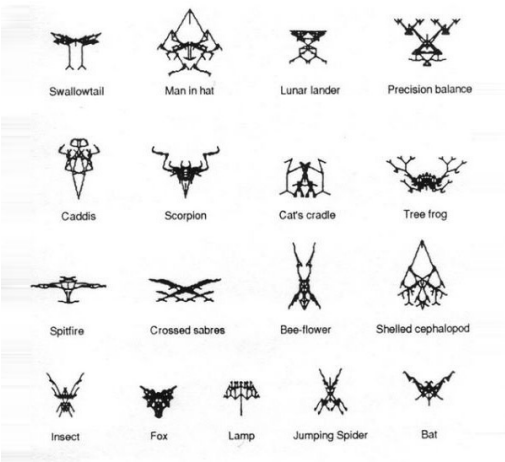 Swallowtail
Man in hat
Lunar lander
Precision balance
Caddis
Scorpion
Cat's cradle
Tree frog
Spitfire
Crossed sabres
Bee-flower
Shelled cephalopod
Insect
Fox
Lamp
Jumping Spider
Bat